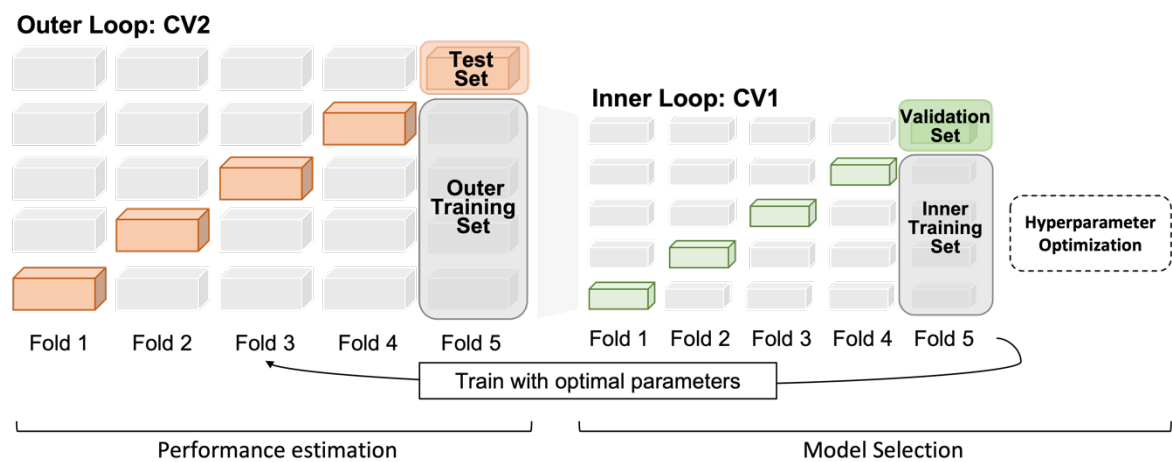 Outer Loop: CV2
Test
Set
Outer
Training
Set
Fold 1
Fold 2
Fold 3
Fold 4
Fold 5
Inner Loop: CV1
Validation
Set
Inner
Training
Set
Fold 1
Fold 2
Fold 3
Fold 4
Fold 5
Hyperparameter
Optimization
Train with optimal parameters
Performance estimation
Model Selection